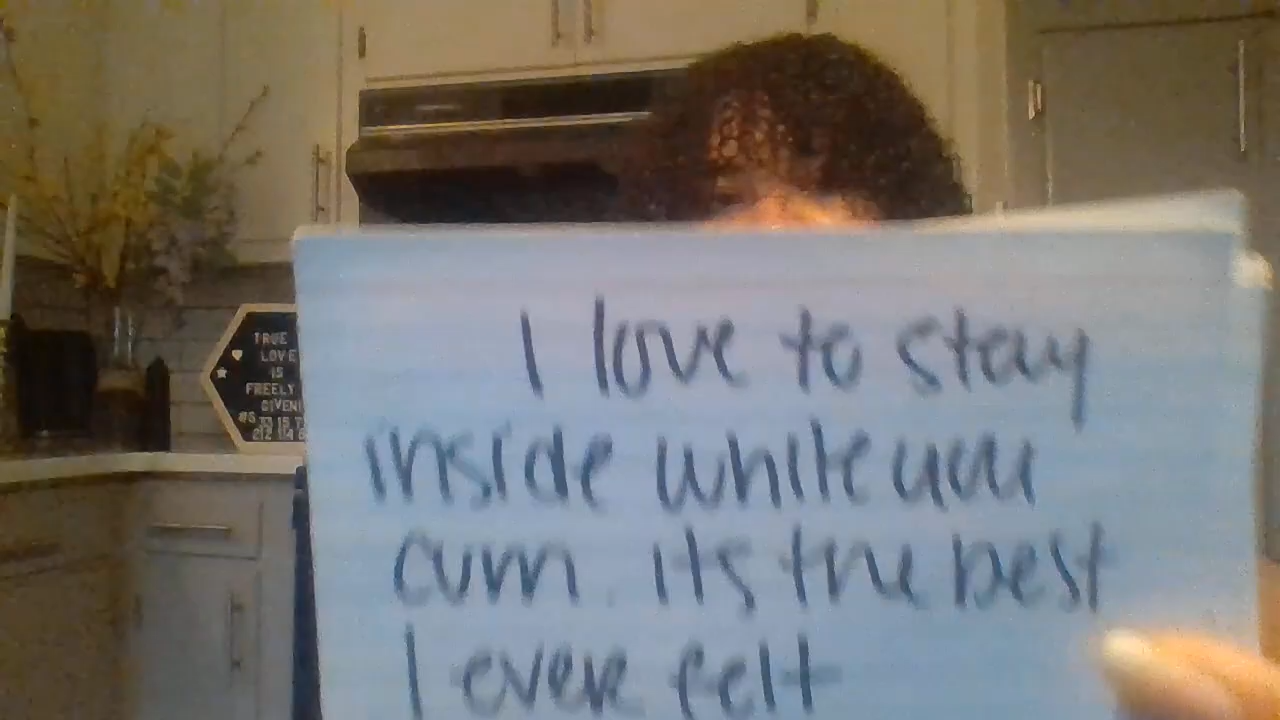 I love to stay
inside while you
cum. its the best
I ever felt
TRUE
LOVE
IS
FREELY
GIVEN!